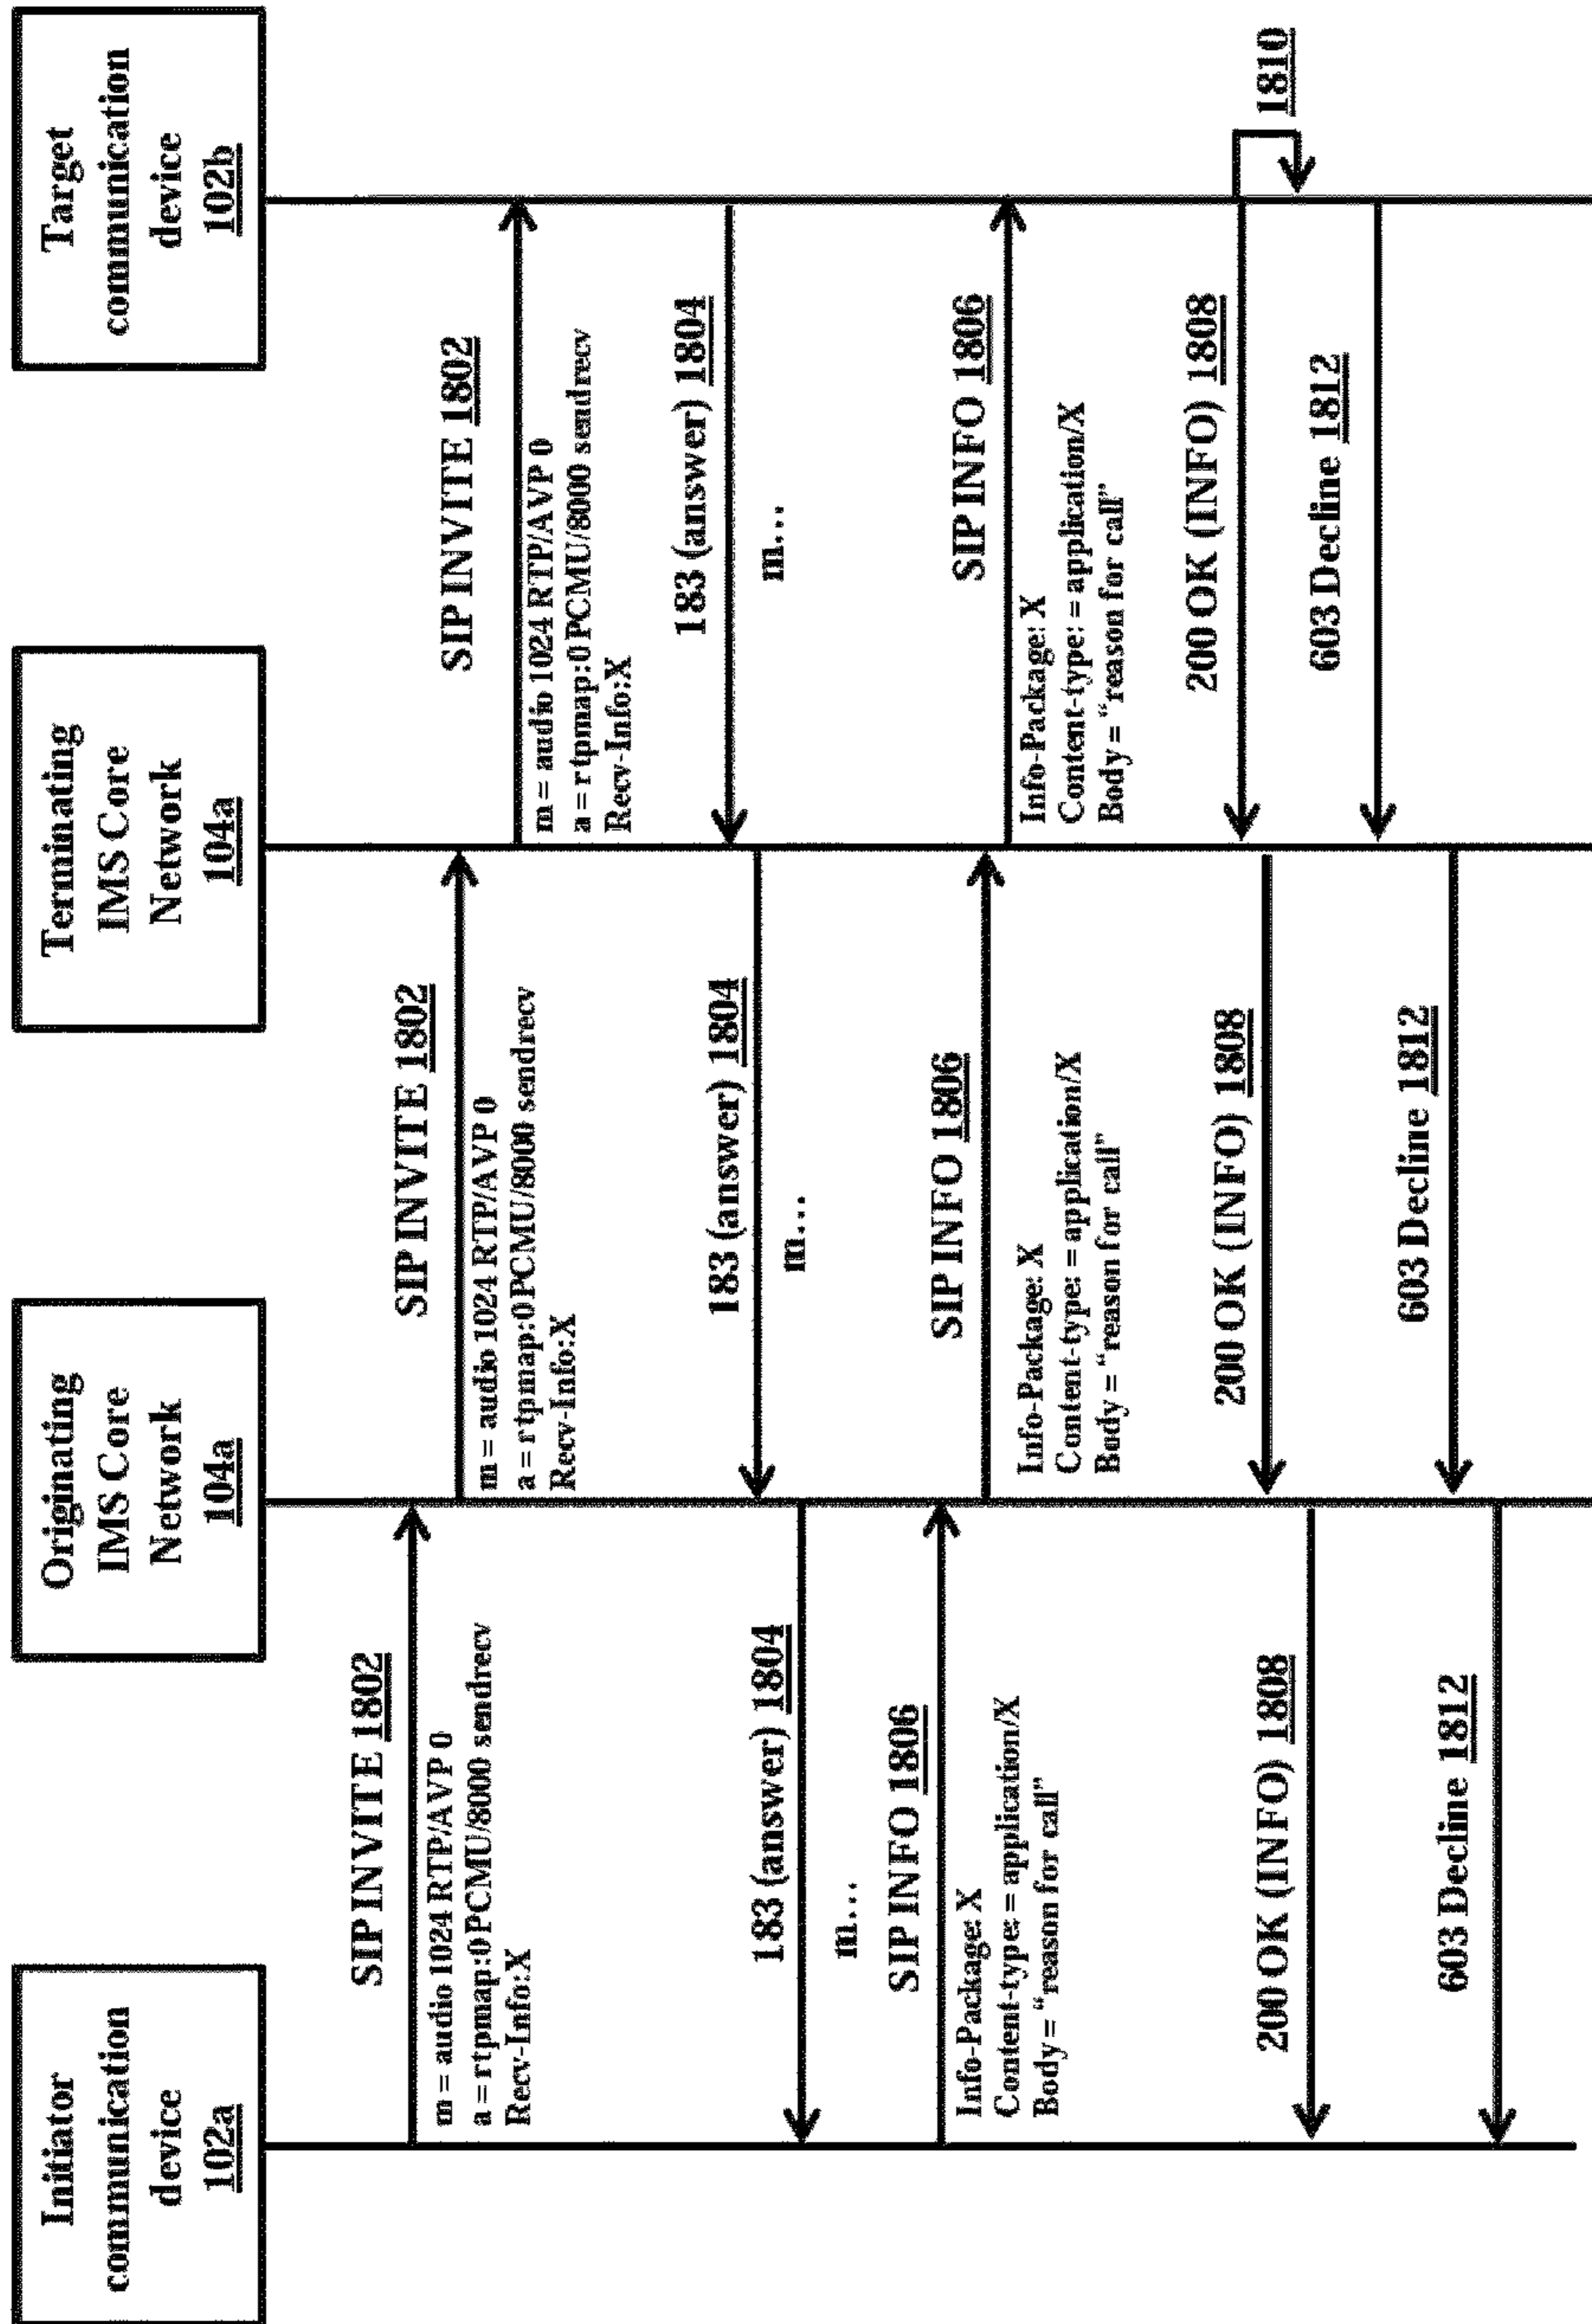 Initiator
communication
device
102a
Originating
IMS Core
Network
104a
Terminating
IMS Core
Network
104a
Target
communication
device
102b
SIP INVITE 1802
m = audio 1024 RTP/AVP 0
a = rtpmap:0 PCMU/8000 sendrecv
Recv-Info:X
SIP INVITE 1802
m = audio 1024 RTP/AVP 0
a = rtpmap:0 PCMU/8000 sendrecv
Recv-Info:X
SIP INVITE 1802
m = audio 1024 RTP/AVP 0
a = rtpmap:0 PCMU/8000 sendrecv
Recv-Info:X
183 (answer) 1804
m...
183 (answer) 1804
m...
183 (answer) 1804
m...
SIP INFO 1806
Info-Package: X
Content-type: = application/X
Body = “reason for call”
SIP INFO 1806
Info-Package: X
Content-type: = application/X
Body = “reason for call”
SIP INFO 1806
Info-Package: X
Content-type: = application/X
Body = “reason for call”
200 OK (INFO) 1808
200 OK (INFO) 1808
200 OK (INFO) 1808
1810
603 Decline 1812
603 Decline 1812
603 Decline 1812